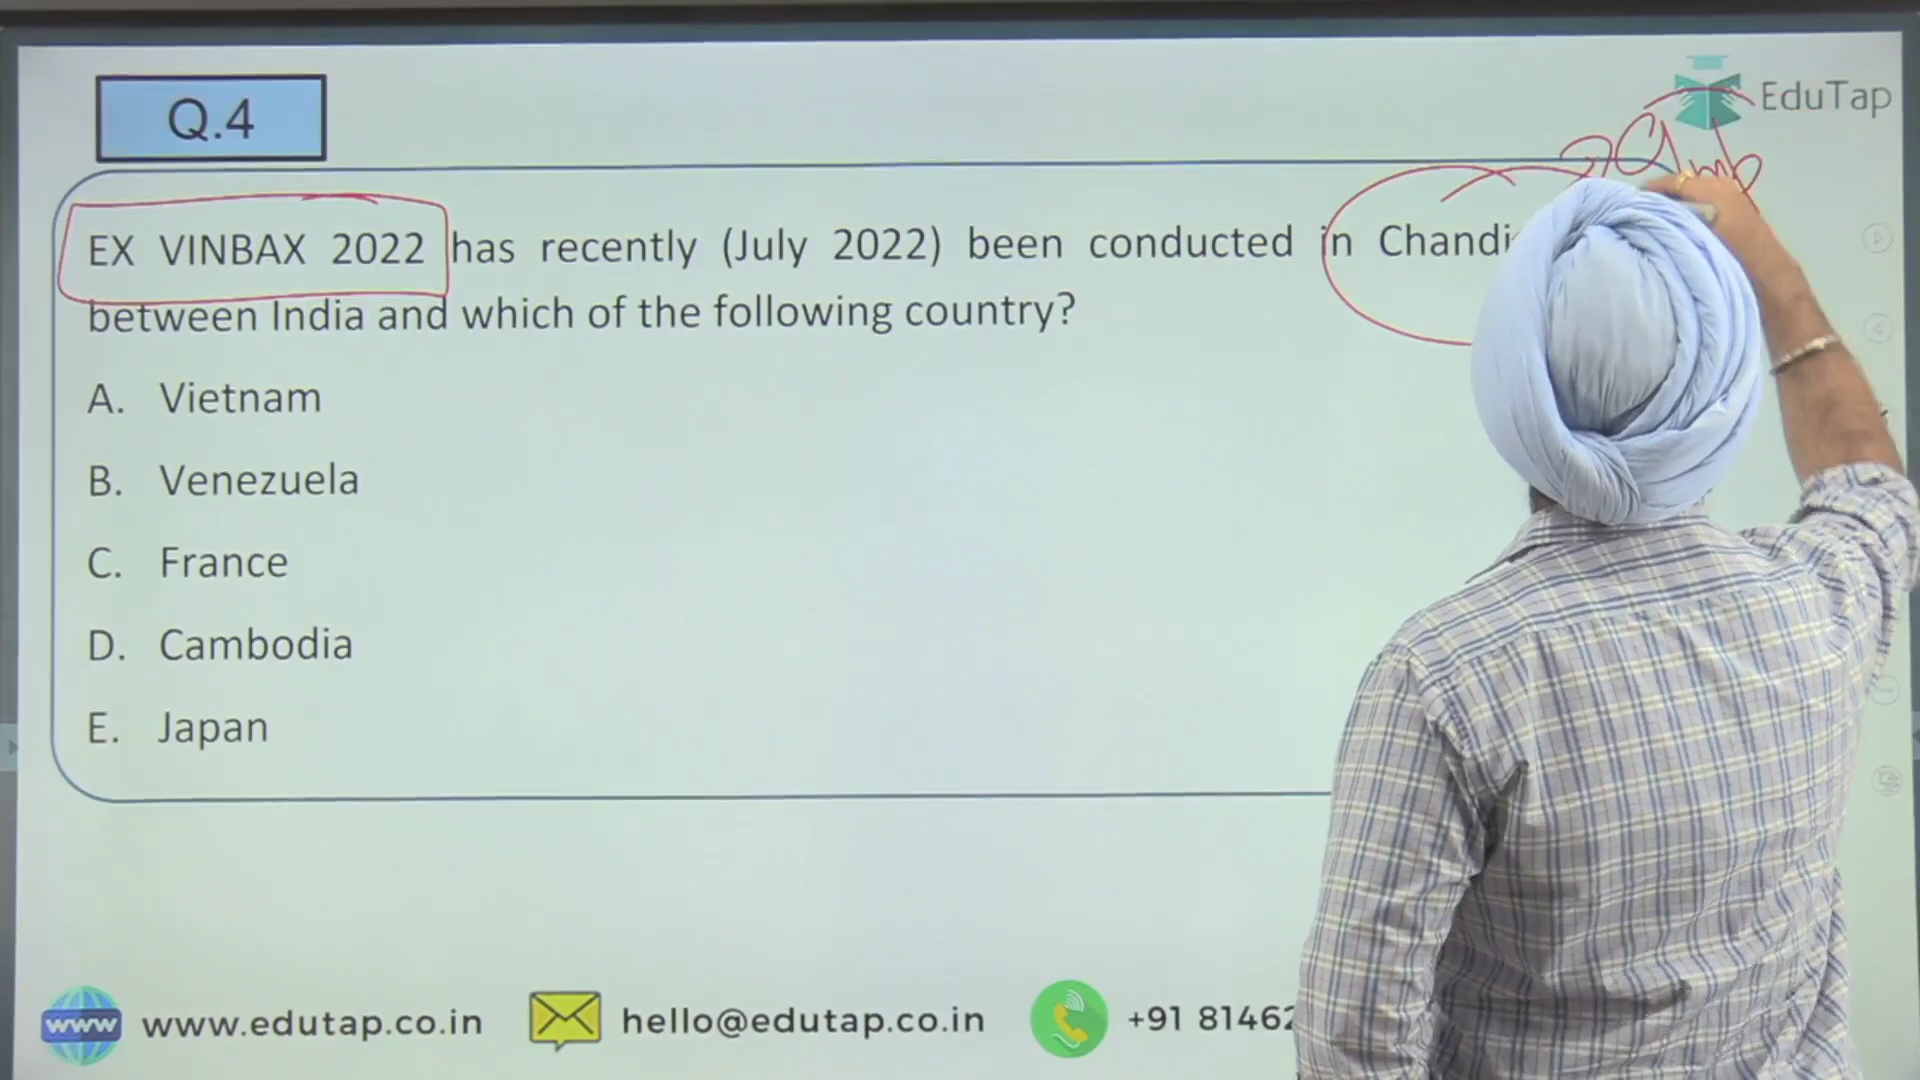 Q.4
EduTap
EX VINBAX 2022 has recently (July 2022) been conducted in
between India and which of the following country?
A. Vietnam
B. Venezuela
C. France
D. Cambodia
E. Japan
www www.edutap.co.in hello@edutap.co.in +91 8146